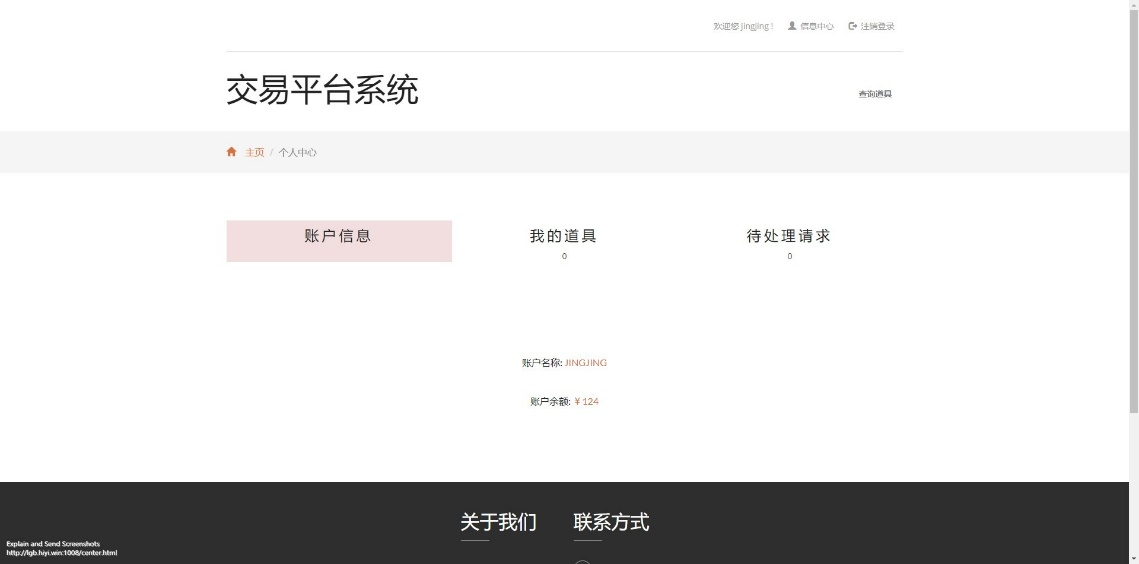 欢迎您 jingjing ! 信息中心 注销登录
交易平台系统
查询道具
主页 / 个人中心
账户信息 我的道具 待处理请求
0 0
账户名称: JINGJING
账户余额: ¥ 124
关于我们 联系方式
Explain and Send Screenshots
http://lgb.hiyi.win:1008/center.html